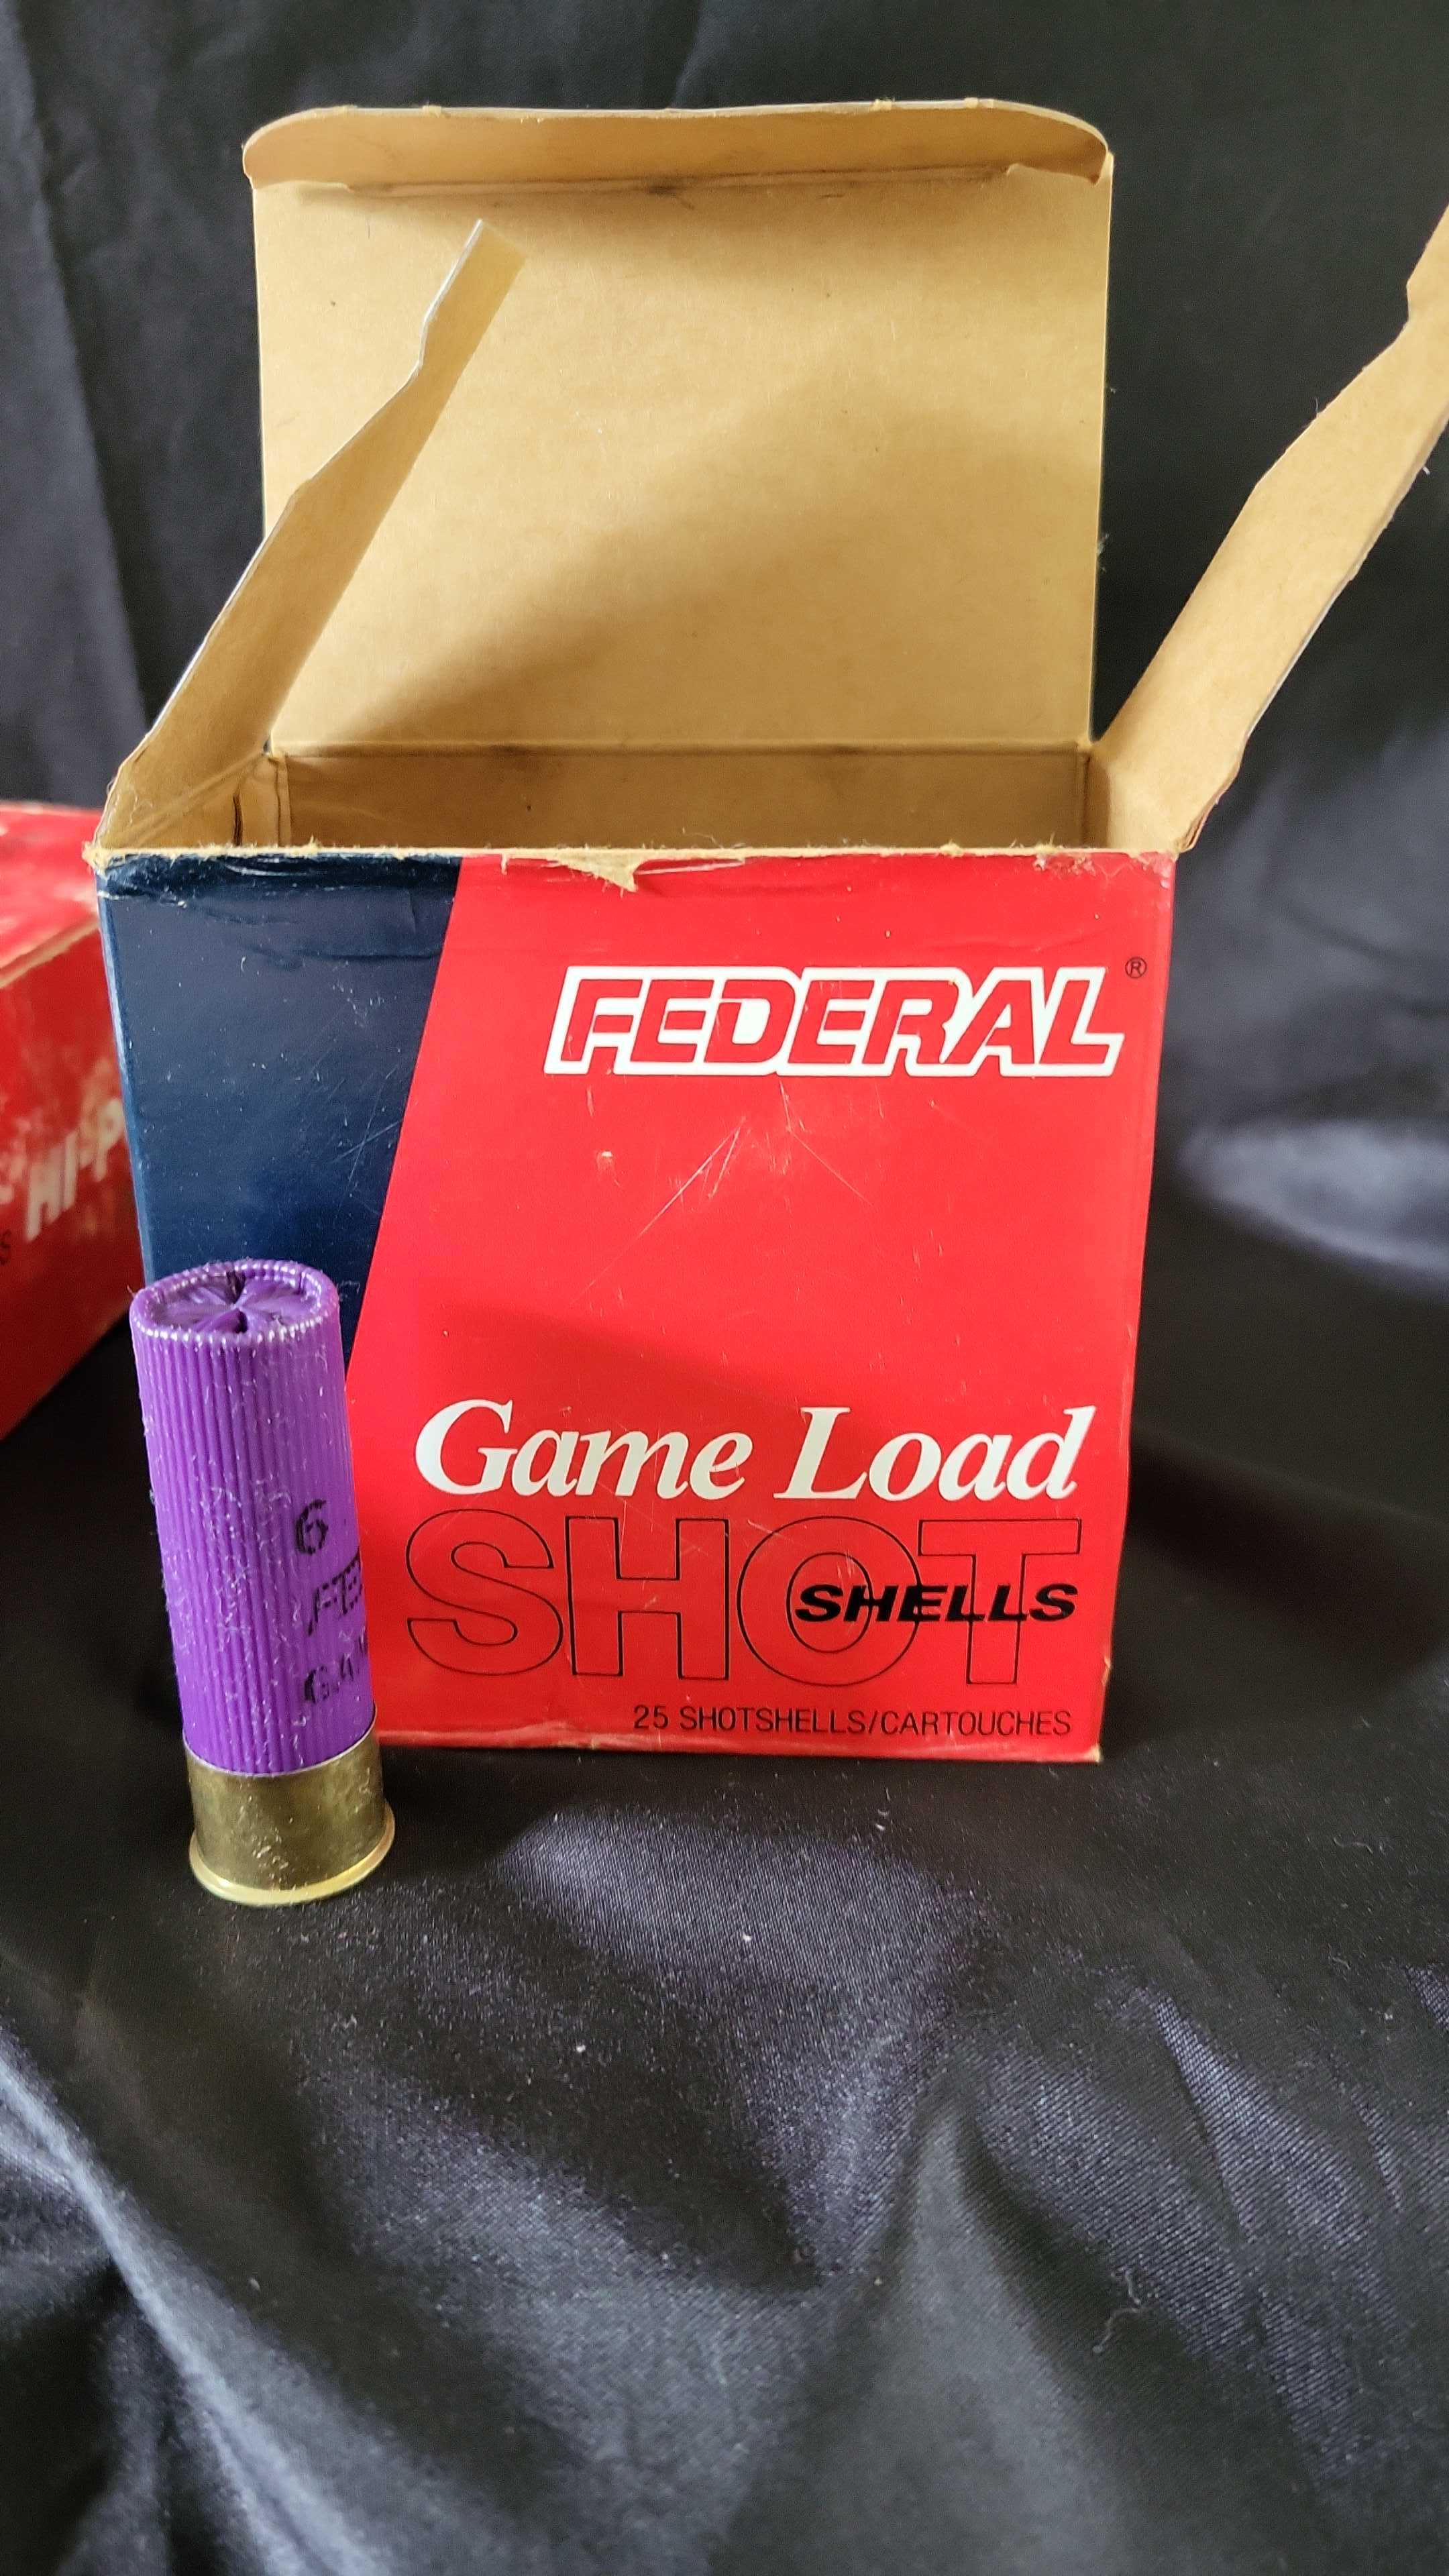 FEDERAL®
Game Load
SHOT
SHELLS
25 SHOTSHELLS/CARTOUCHES
6